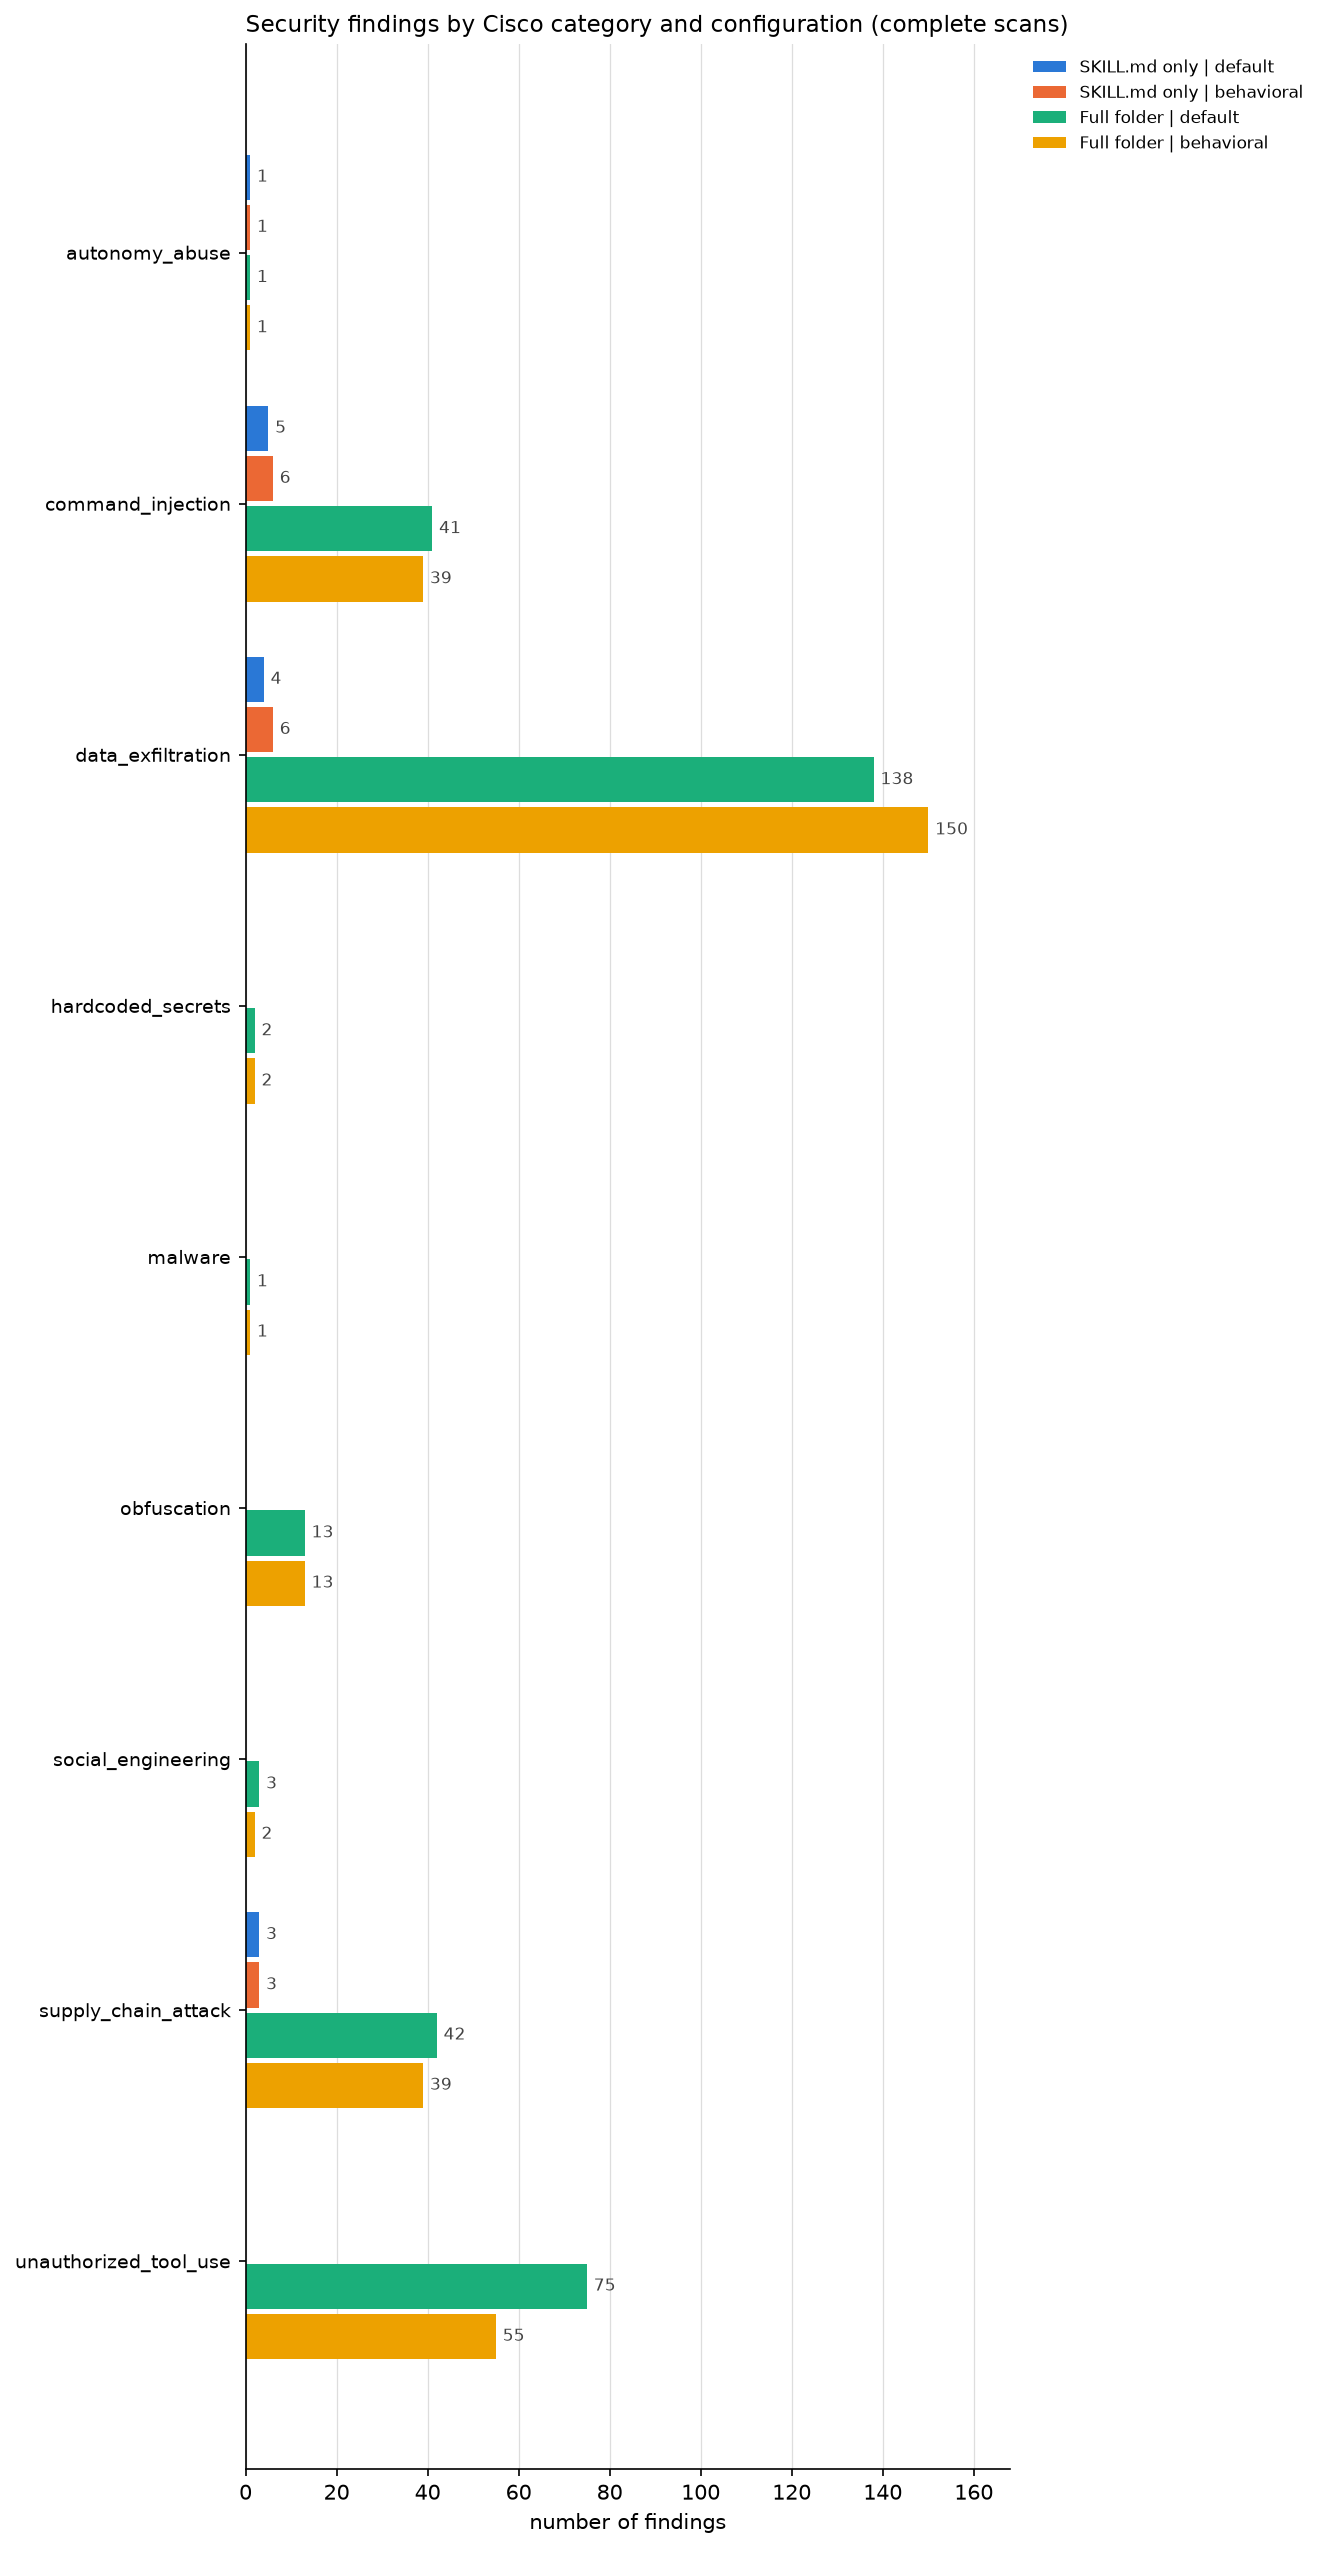 Security findings by Cisco category and configuration (complete scans)
SKILL.md only | default
SKILL.md only | behavioral
Full folder | default
Full folder | behavioral
autonomy_abuse
1
1
1
1
command_injection
5
6
41
39
data_exfiltration
4
6
138
150
hardcoded_secrets
2
2
malware
1
1
obfuscation
13
13
social_engineering
3
2
supply_chain_attack
3
3
42
39
unauthorized_tool_use
75
55
0 20 40 60 80 100 120 140 160
number of findings